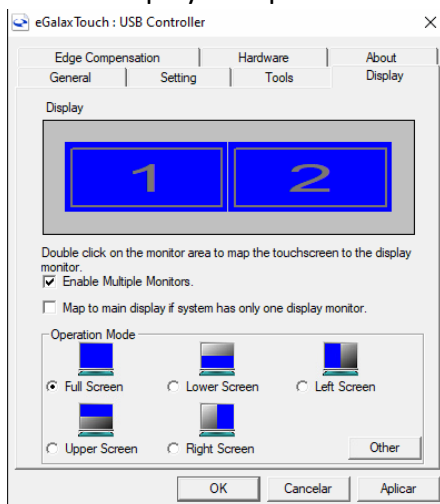 eGalaxTouch : USB Controller
Edge Compensation Hardware About
General Setting Tools Display
Display
1 2
Double click on the monitor area to map the touchscreen to the display
monitor.
Enable Multiple Monitors.
Map to main display if system has only one display monitor.
Operation Mode
Full Screen Lower Screen Left Screen
Upper Screen Right Screen Other
OK Cancelar Aplicar